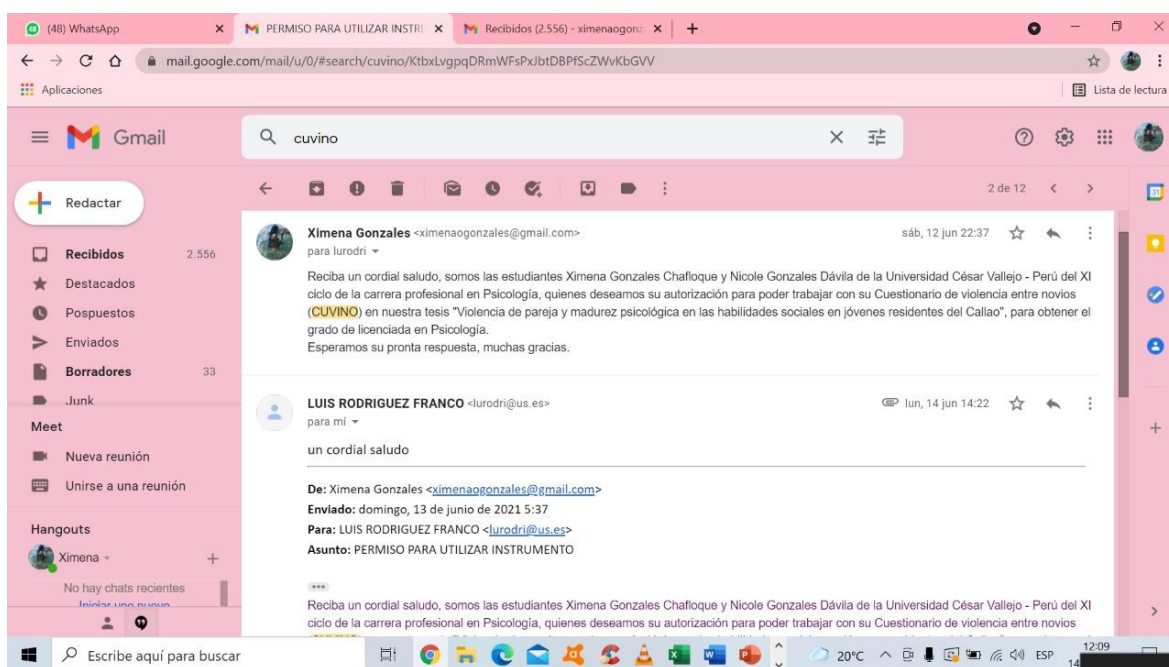 (48) WhatsApp
PERMISO PARA UTILIZAR INSTRU
Recibidos (2.556) - ximenaogonz
mail.google.com/mail/u/0/#search/cuvino/KtbxLvgpqDRmWFsPxJbtDBPfScZWvKbGVV
Aplicaciones
Lista de lectura
Gmail
cuvino
Redactar
2 de 12
Recibidos 2.556
Destacados
Pospuestos
Enviados
Borradores 33
Junk
Meet
Nueva reunión
Unirse a una reunión
Hangouts
Ximena
No hay chats recientes
Iniciar uno nuevo
Ximena Gonzales <ximenaogonzales@gmail.com>
sáb, 12 jun 22:37
para lurodri
Reciba un cordial saludo, somos las estudiantes Ximena Gonzales Chafloque y Nicole Gonzales Dávila de la Universidad César Vallejo - Perú del XI
ciclo de la carrera profesional en Psicología, quienes deseamos su autorización para poder trabajar con su Cuestionario de violencia entre novios
(CUVINO) en nuestra tesis "Violencia de pareja y madurez psicológica en las habilidades sociales en jóvenes residentes del Callao", para obtener el
grado de licenciada en Psicología.
Esperamos su pronta respuesta, muchas gracias.
LUIS RODRIGUEZ FRANCO <lurodri@us.es>
lun, 14 jun 14:22
para mí
un cordial saludo
De: Ximena Gonzales <ximenaogonzales@gmail.com>
Enviado: domingo, 13 de junio de 2021 5:37
Para: LUIS RODRIGUEZ FRANCO <lurodri@us.es>
Asunto: PERMISO PARA UTILIZAR INSTRUMENTO
Reciba un cordial saludo, somos las estudiantes Ximena Gonzales Chafloque y Nicole Gonzales Dávila de la Universidad César Vallejo - Perú del XI
ciclo de la carrera profesional en Psicología, quienes deseamos su autorización para poder trabajar con su Cuestionario de violencia entre novios
Escribe aquí para buscar
20°C
ESP
12:09
14